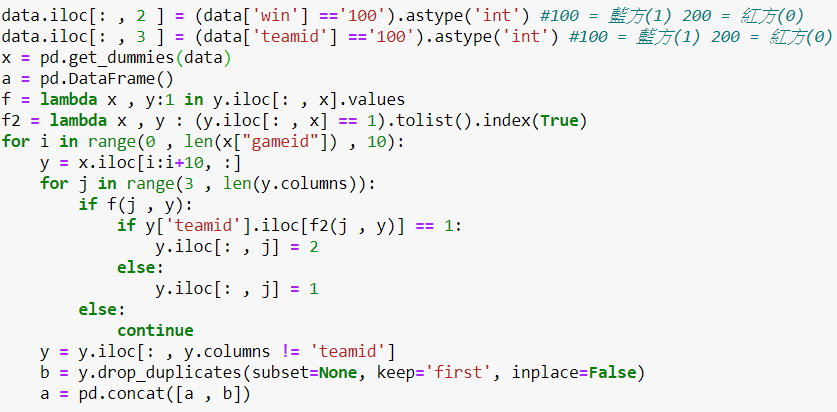 data.iloc[: , 2 ] = (data['win'] =='100').astype('int') #100 = 藍方(1) 200 = 紅方(0)
data.iloc[: , 3 ] = (data['teamid'] =='100').astype('int') #100 = 藍方(1) 200 = 紅方(0)
x = pd.get_dummies(data)
a = pd.DataFrame()
f = lambda x , y:1 in y.iloc[: , x].values
f2 = lambda x , y : (y.iloc[: , x] == 1).tolist().index(True)
for i in range(0 , len(x["gameid"]) , 10):
    y = x.iloc[i:i+10, :]
    for j in range(3 , len(y.columns)):
        if f(j , y):
            if y['teamid'].iloc[f2(j , y)] == 1:
                y.iloc[: , j] = 2
            else:
                y.iloc[: , j] = 1
        else:
            continue
    y = y.iloc[: , y.columns != 'teamid']
    b = y.drop_duplicates(subset=None, keep='first', inplace=False)
    a = pd.concat([a , b])